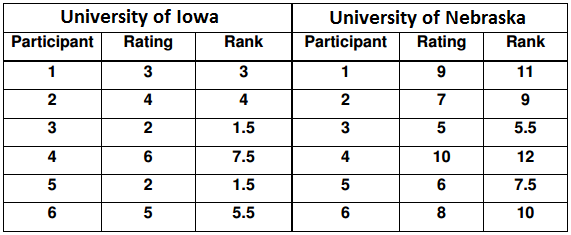 University of Iowa University of Nebraska
Participant Rating Rank Participant Rating Rank
1 3 3 1 9 11
2 4 4 2 7 9
3 2 1.5 3 5 5.5
4 6 7.5 4 10 12
5 2 1.5 5 6 7.5
6 5 5.5 6 8 10